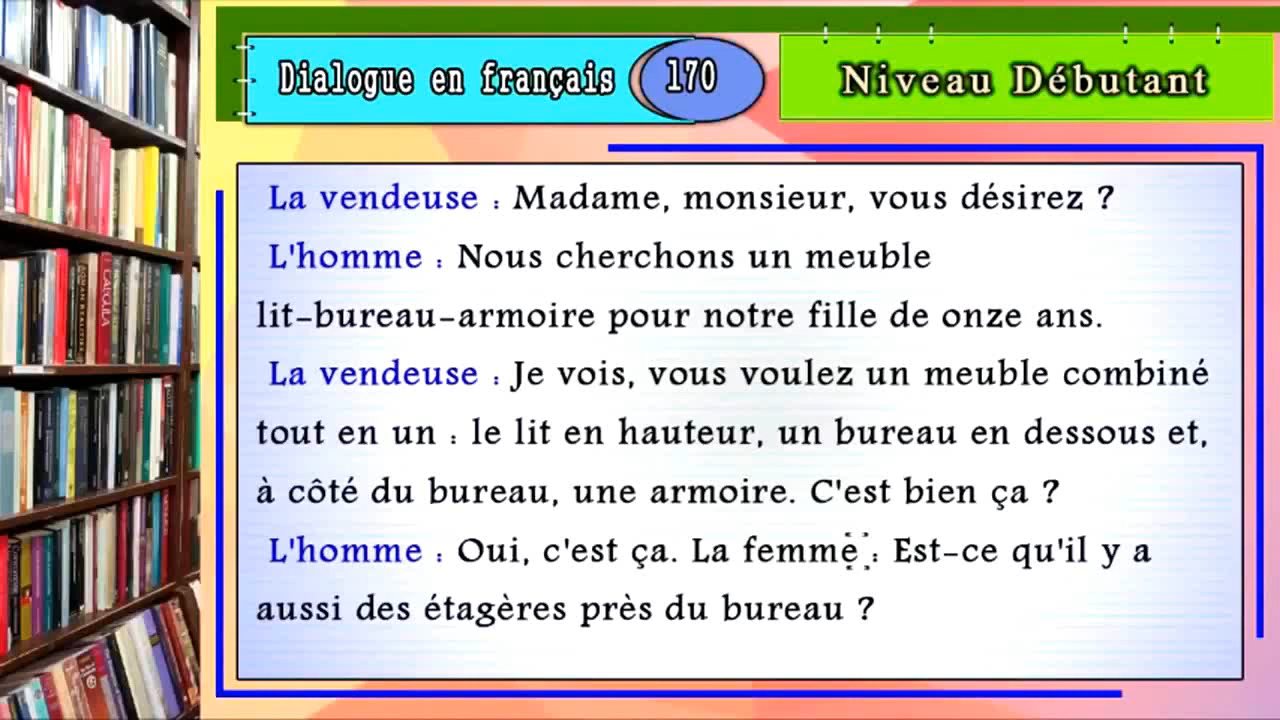 Dialogue en français 170
Niveau Débutant
La vendeuse : Madame, monsieur, vous désirez ?
L'homme : Nous cherchons un meuble
lit-bureau-armoire pour notre fille de onze ans.
La vendeuse : Je vois, vous voulez un meuble combiné
tout en un : le lit en hauteur, un bureau en dessous et,
à côté du bureau, une armoire. C'est bien ça ?
L'homme : Oui, c'est ça. La femme : Est-ce qu'il y a
aussi des étagères près du bureau ?